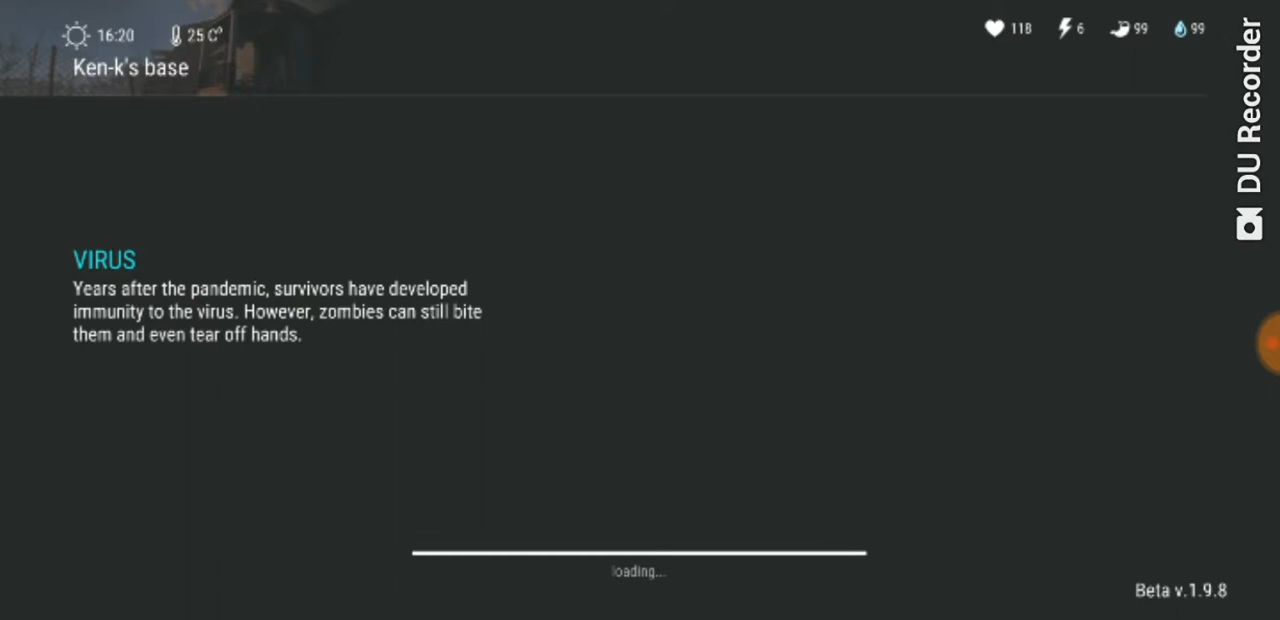 16:20 25 C°
118 6 99 99
Ken-k's base
DU Recorder
VIRUS
Years after the pandemic, survivors have developed
immunity to the virus. However, zombies can still bite
them and even tear off hands.
loading...
Beta v.1.9.8